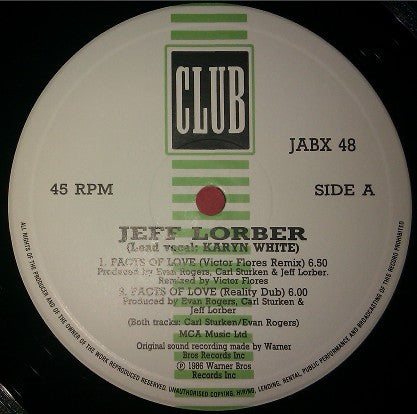 CLUB
JABX 48
45 RPM
SIDE A
JEFF LORBER
(Lead vocal: KARYN WHITE)
1. FACTS OF LOVE (Victor Flores Remix) 6.50
Produced by Evan Rogers, Carl Sturken & Jeff Lorber.
Remixed by Victor Flores
2. FACTS OF LOVE (Reality Dub) 6.00
Produced by Evan Rogers, Carl Sturken &
Jeff Lorber
(Both tracks: Carl Sturken/Evan Rogers)
MCA Music Ltd
Original sound recording made by Warner
Bros Records Inc
Ⓟ 1986 Warner Bros
Records Inc
ALL RIGHTS OF THE PRODUCER AND OF THE OWNER OF THE WORK REPRODUCED RESERVED. UNAUTHORISED COPYING, HIRING, LENDING, RENTAL, PUBLIC PERFORMANCE AND BROADCASTING OF THIS RECORD PROHIBITED